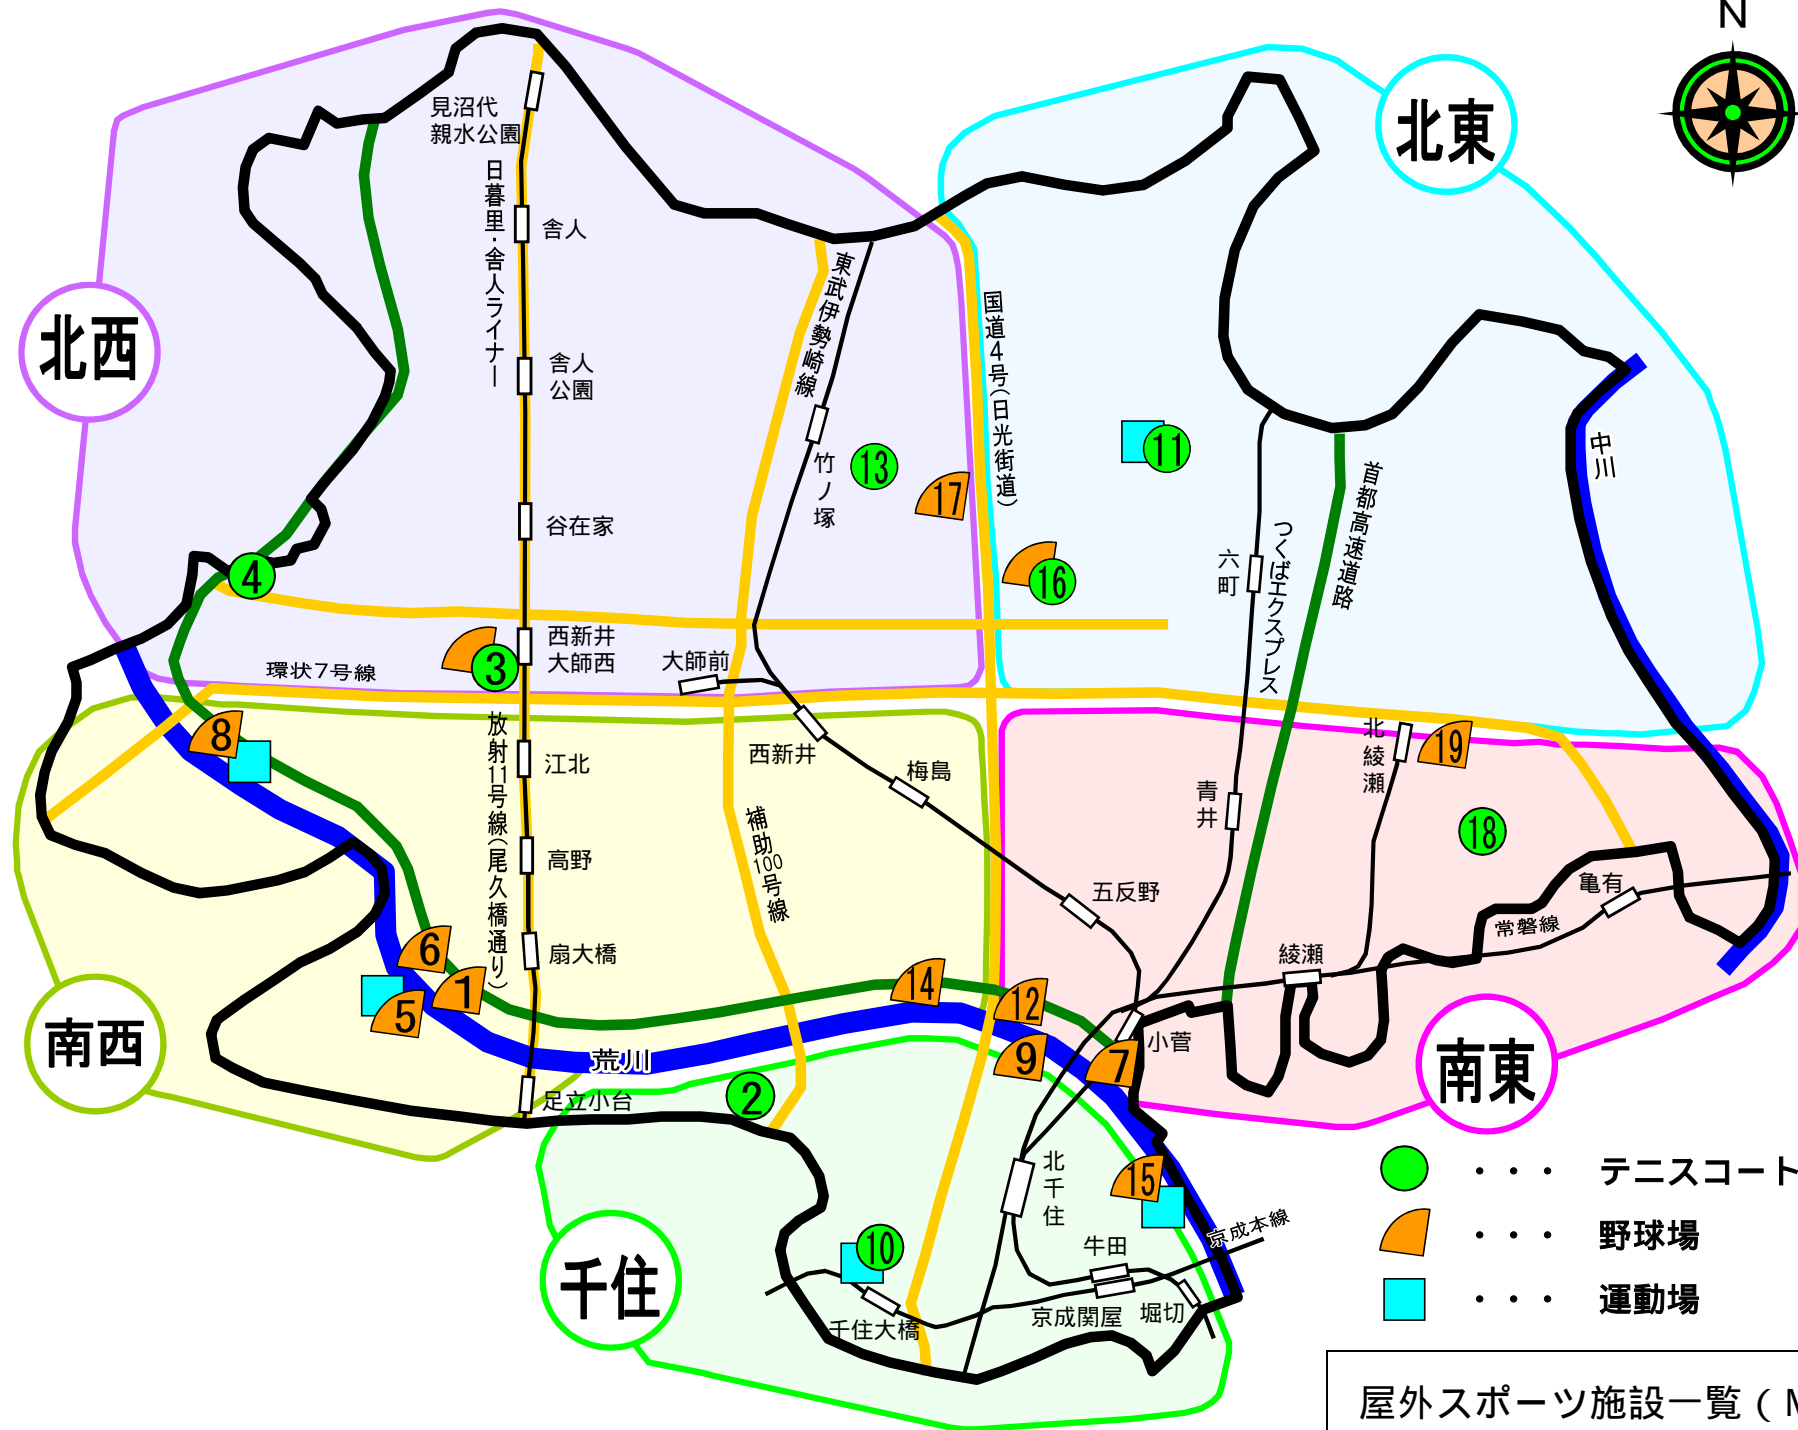 N
北東
北西
見沼代
親水公園
日暮里・舎人ライナー
舎人
舎人
公園
谷在家
西新井
大師西
大師前
環状7号線
東武伊勢崎線
竹ノ塚
国道4号(日光街道)
13
17
16
11
4
3
六町
つくばエクスプレス
首都高速道路
中川
8
放射11号線(尾久橋通り)
江北
高野
扇大橋
西新井
梅島
補助100号線
五反野
青井
北綾瀬
19
18
亀有
常磐線
綾瀬
小菅
6
1
5
14
12
9
7
南西
荒川
足立小台
2
南東
千住
10
北千住
15
牛田
京成本線
千住大橋
京成関屋
堀切
・・・ テニスコート
・・・ 野球場
・・・ 運動場
屋外スポーツ施設一覧（M